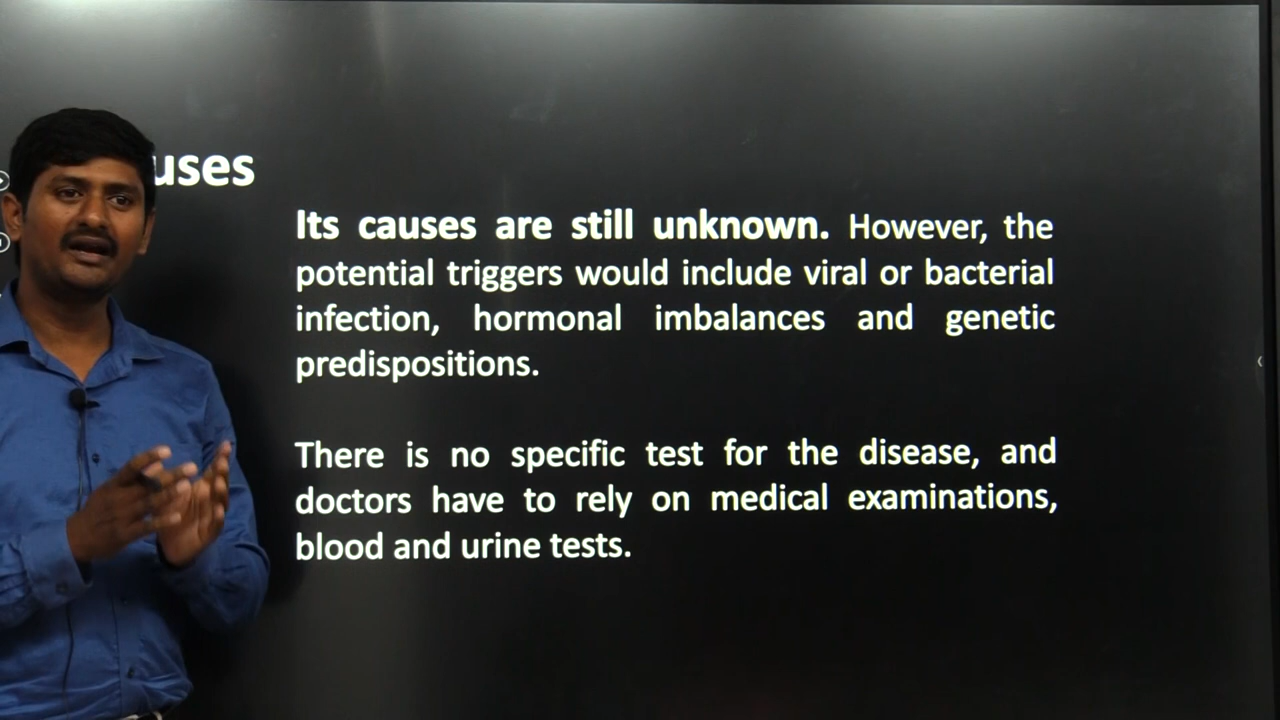 uses
Its causes are still unknown. However, the
potential triggers would include viral or bacterial
infection, hormonal imbalances and genetic
predispositions.
There is no specific test for the disease, and
doctors have to rely on medical examinations,
blood and urine tests.